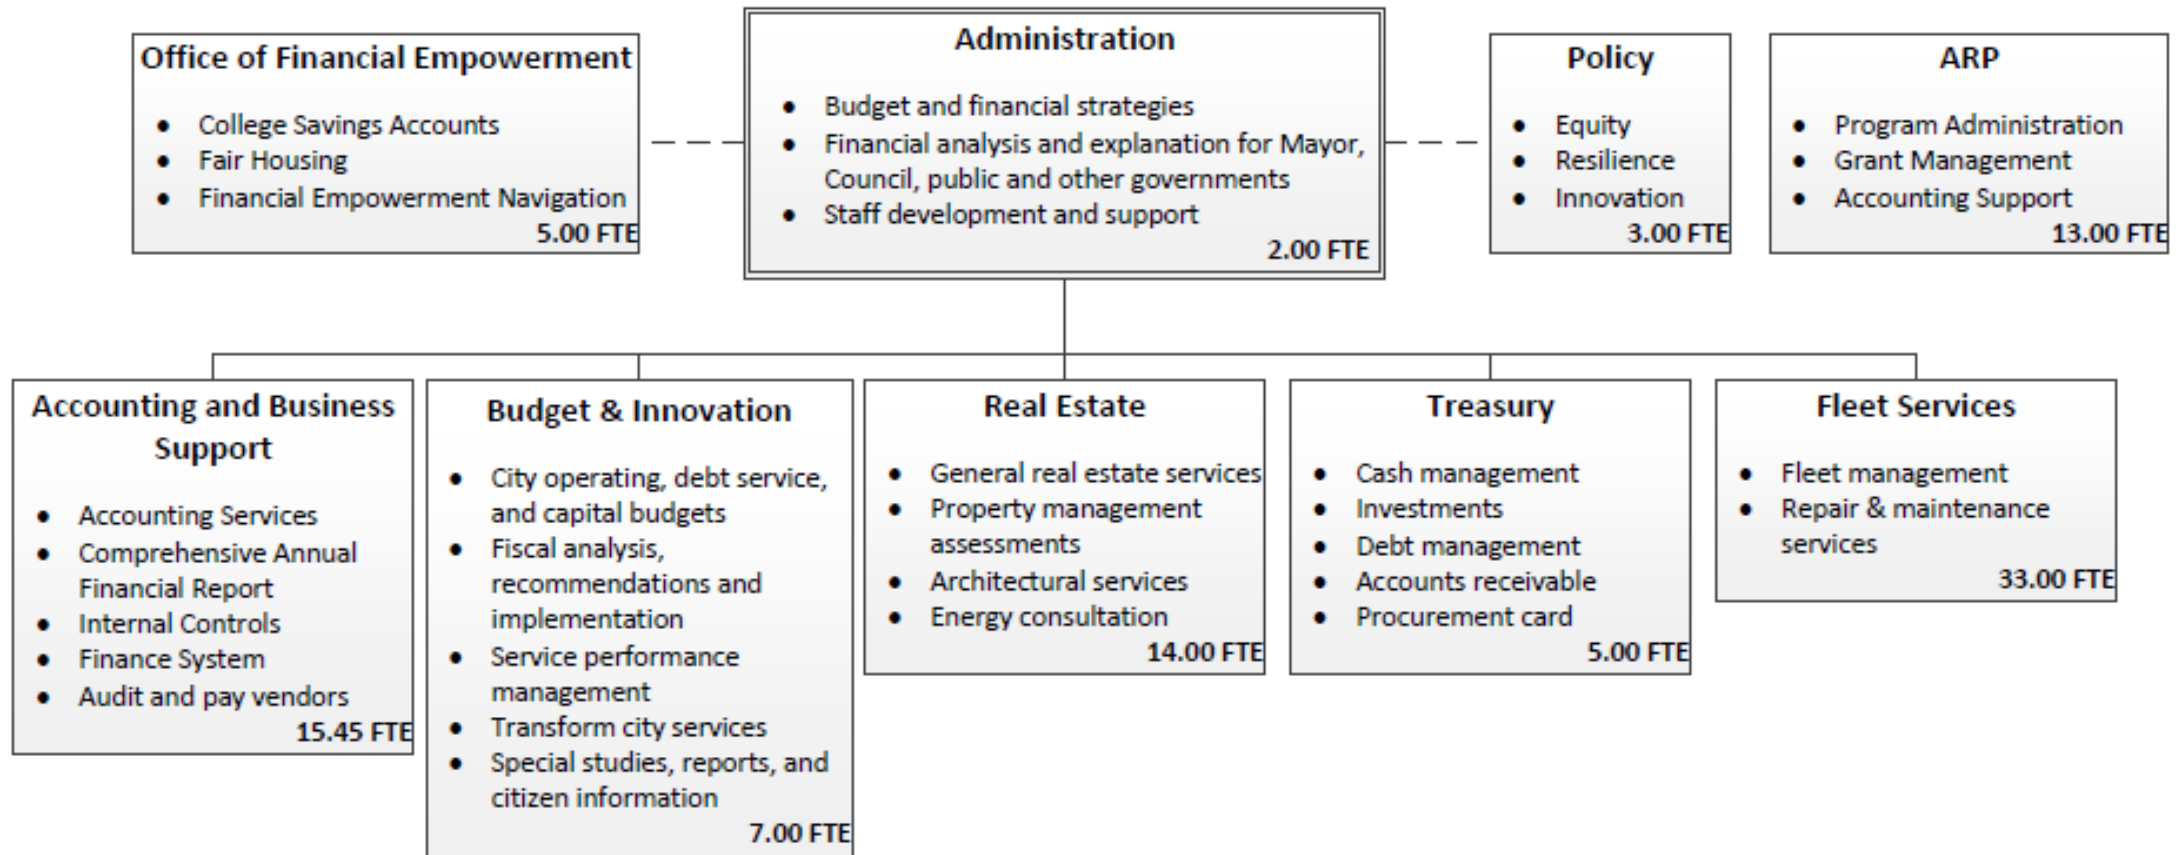 Office of Financial Empowerment
• College Savings Accounts
• Fair Housing
• Financial Empowerment Navigation
5.00 FTE
Administration
• Budget and financial strategies
• Financial analysis and explanation for Mayor,
Council, public and other governments
• Staff development and support
2.00 FTE
Policy
• Equity
• Resilience
• Innovation
3.00 FTE
ARP
• Program Administration
• Grant Management
• Accounting Support
13.00 FTE
Accounting and Business
Support
• Accounting Services
• Comprehensive Annual
Financial Report
• Internal Controls
• Finance System
• Audit and pay vendors
15.45 FTE
Budget & Innovation
• City operating, debt service,
and capital budgets
• Fiscal analysis,
recommendations and
implementation
• Service performance
management
• Transform city services
• Special studies, reports, and
citizen information
7.00 FTE
Real Estate
• General real estate services
• Property management
assessments
• Architectural services
• Energy consultation
14.00 FTE
Treasury
• Cash management
• Investments
• Debt management
• Accounts receivable
• Procurement card
5.00 FTE
Fleet Services
• Fleet management
• Repair & maintenance
services
33.00 FTE